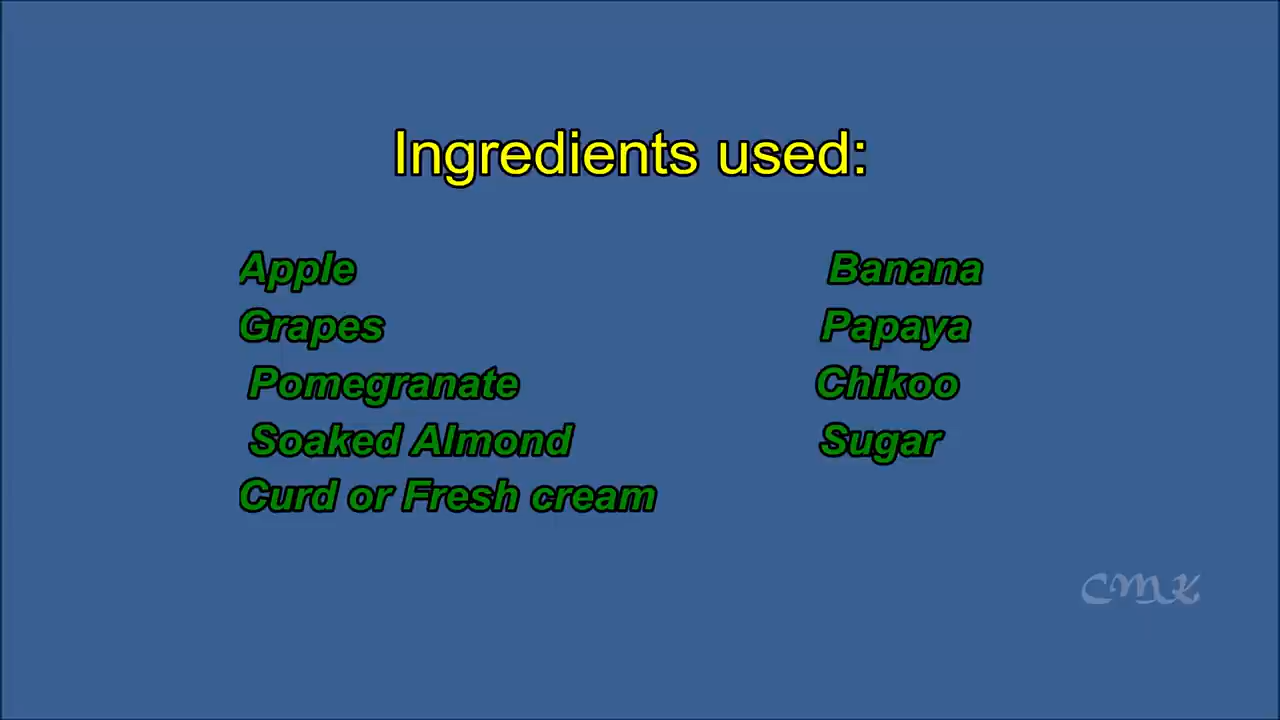 Ingredients used:
Apple Banana
Grapes Papaya
Pomegranate Chikoo
Soaked Almond Sugar
Curd or Fresh cream
CMK